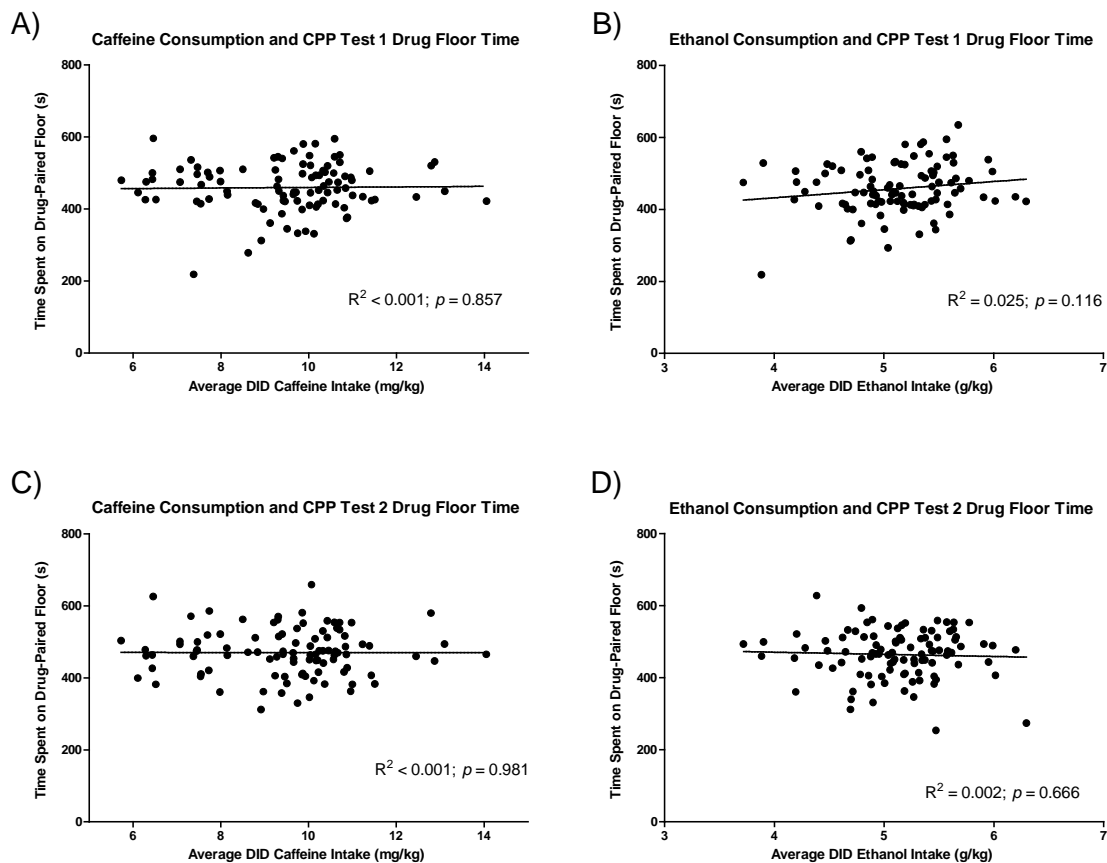 A)
Caffeine Consumption and CPP Test 1 Drug Floor Time
Time Spent on Drug-Paired Floor (s)
800
600
400
200
0
R² < 0.001; p = 0.857
6 8 10 12 14
Average DID Caffeine Intake (mg/kg)
B)
Ethanol Consumption and CPP Test 1 Drug Floor Time
Time Spent on Drug-Paired Floor (s)
800
600
400
200
0
R² = 0.025; p = 0.116
3 4 5 6 7
Average DID Ethanol Intake (g/kg)
C)
Caffeine Consumption and CPP Test 2 Drug Floor Time
Time Spent on Drug-Paired Floor (s)
800
600
400
200
0
R² < 0.001; p = 0.981
6 8 10 12 14
Average DID Caffeine Intake (mg/kg)
D)
Ethanol Consumption and CPP Test 2 Drug Floor Time
Time Spent on Drug-Paired Floor (s)
800
600
400
200
0
R² = 0.002; p = 0.666
3 4 5 6 7
Average DID Ethanol Intake (g/kg)